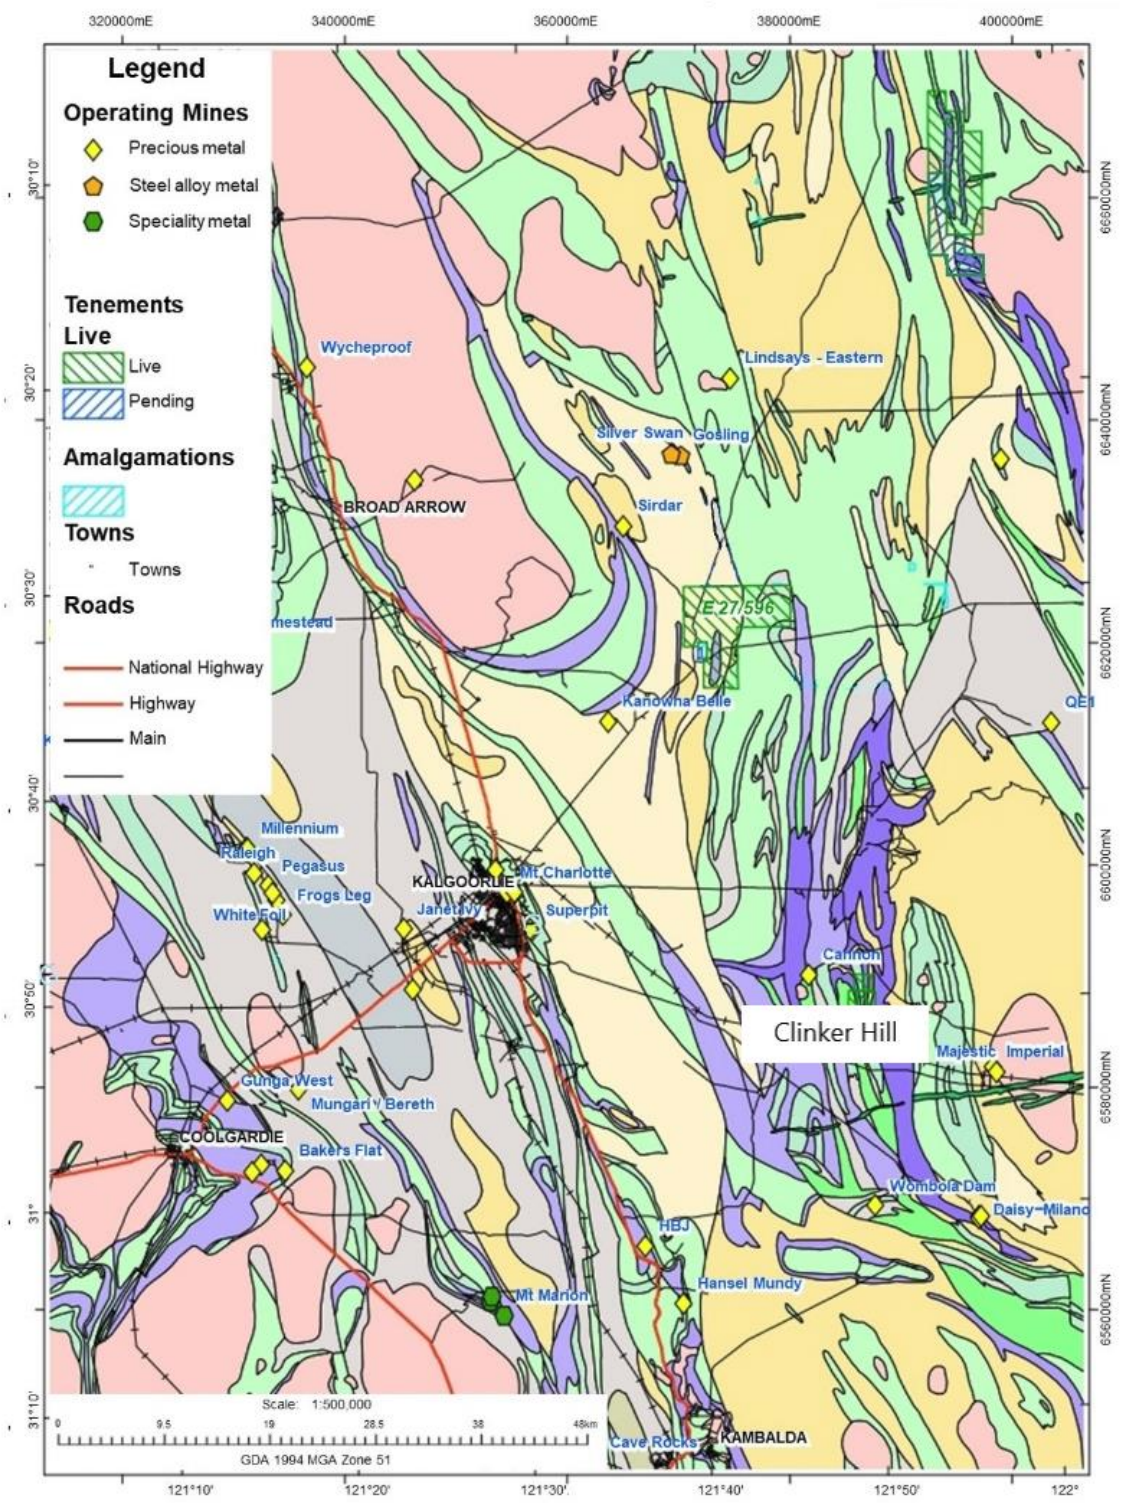 320000mE 340000mE 360000mE 380000mE 400000mE
Legend
Operating Mines
Precious metal
Steel alloy metal
Speciality metal
Tenements
Live
Live
Pending
Amalgamations
Towns
Towns
Roads
National Highway
Highway
Main
30°10'
30°20'
30°30'
30°40'
30°50'
31°
31°10'
6660000mN
6640000mN
6620000mN
6600000mN
6580000mN
6560000mN
Wycheproof
Lindsays - Eastern
Silver Swan Gosling
BROAD ARROW
Sirdar
E 27/596
mestead
Kanowna Belle
QE1
Millennium
Raleigh
Pegasus
Frogs Leg
White Foil
KALGOORLIE
Mt Charlotte
Janet Ivy
Superpit
Cannon
Clinker Hill
Majestic Imperial
Gunga West
Mungari / Bereth
COOLGARDIE
Bakers Flat
Wombola Dam
Daisy-Milano
HBJ
Hansel Mundy
Mt Marion
Cave Rocks
KAMBALDA
Scale: 1:500,000
0 9.5 19 28.5 38 48km
GDA 1994 MGA Zone 51
121°10' 121°20' 121°30' 121°40' 121°50' 122°